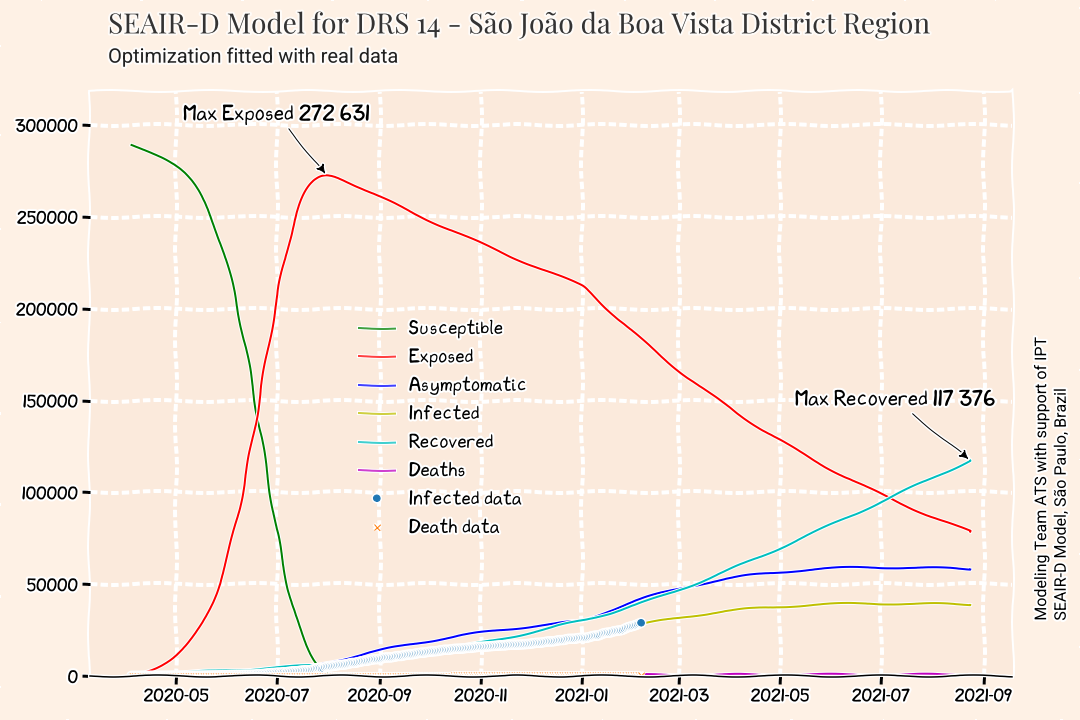 SEAIR-D Model for DRS 14 - São João da Boa Vista District Region
Optimization fitted with real data
Max Exposed 272 631
300000
250000
200000
150000
100000
50000
0
Susceptible
Exposed
Asymptomatic
Infected
Recovered
Deaths
Infected data
Death data
Max Recovered 117 376
2020-05
2020-07
2020-09
2020-11
2021-01
2021-03
2021-05
2021-07
2021-09
Modeling Team ATS with support of IPT
SEAIR-D Model, São Paulo, Brazil